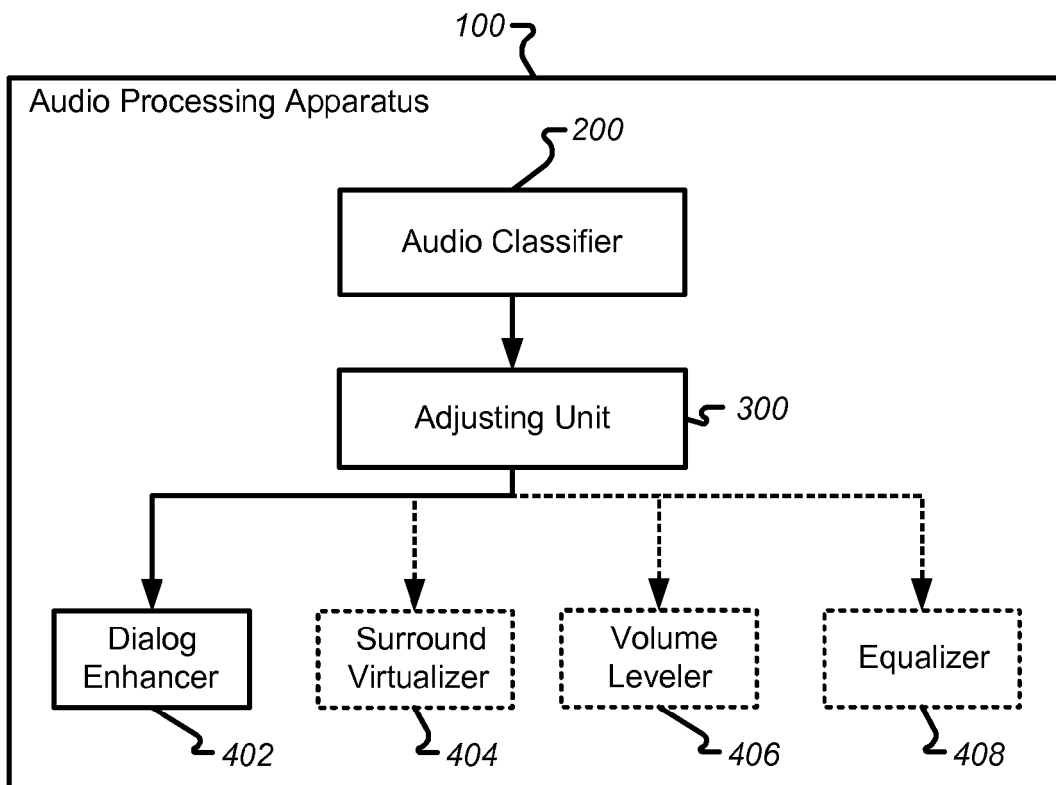 100
Audio Processing Apparatus
200
Audio Classifier
Adjusting Unit
300
Dialog
Enhancer
Surround
Virtualizer
Volume
Leveler
Equalizer
402
404
406
408